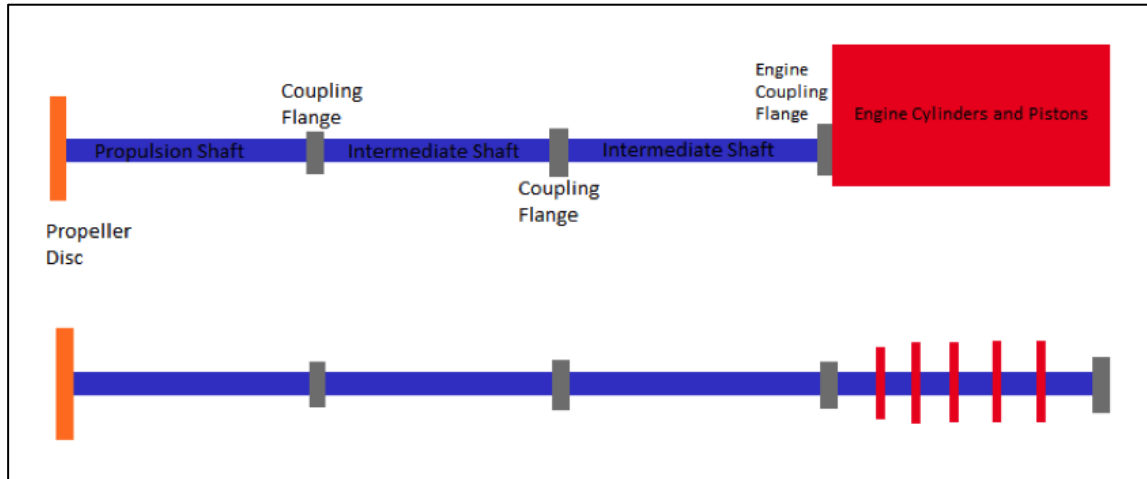 Engine
Coupling
Flange
Coupling
Flange
Engine Cylinders and Pistons
Propulsion Shaft
Intermediate Shaft
Intermediate Shaft
Coupling
Flange
Propeller
Disc